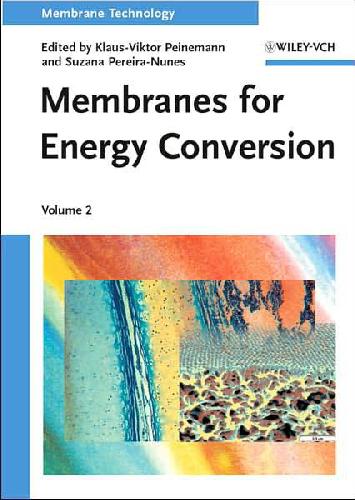 Membrane Technology
Edited by Klaus-Viktor Peinemann
and Suzana Pereira-Nunes
WILEY-VCH
Membranes for
Energy Conversion
Volume 2